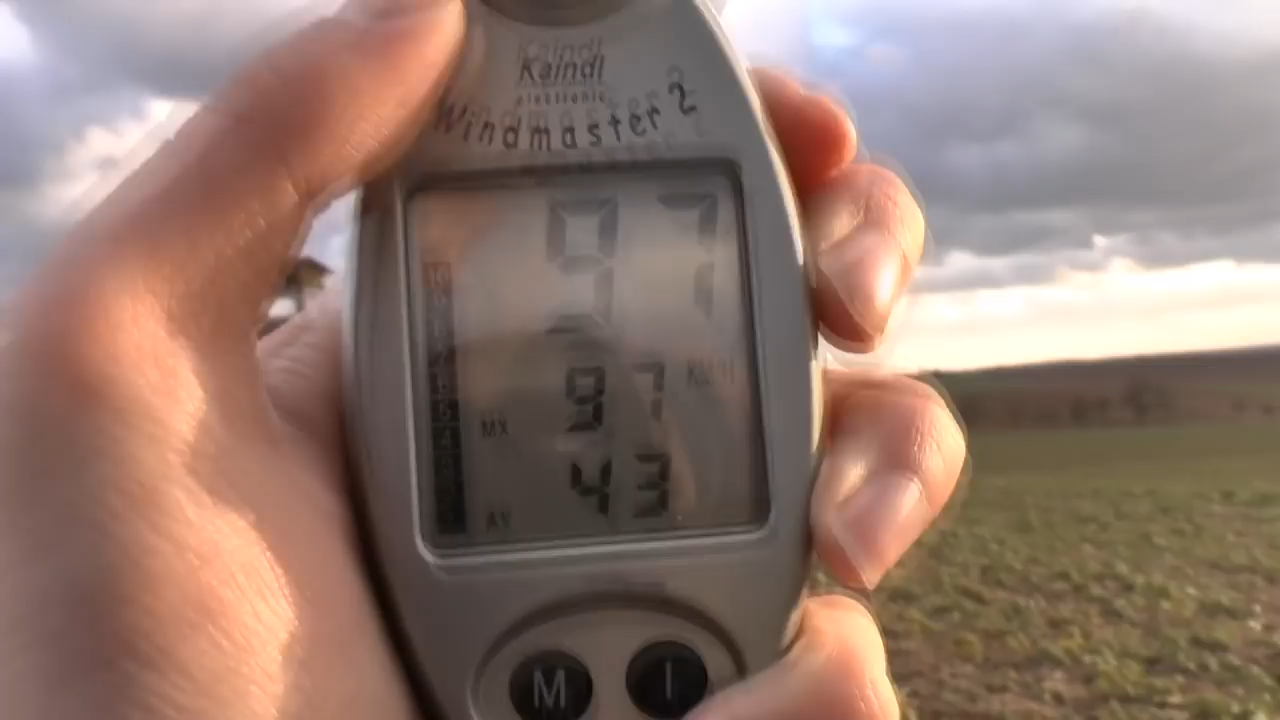 Kaindl
electronic
Windmaster 2
97
KM/H
MX 97
AV 43
M I